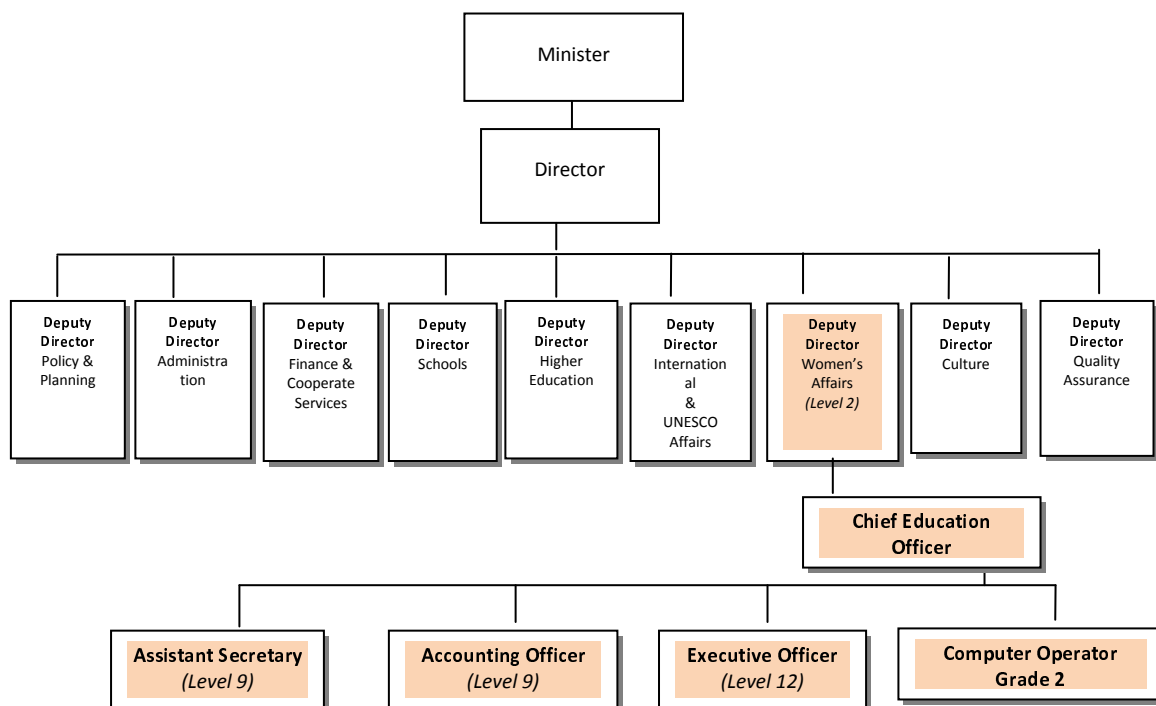 Minister
Director
Deputy
Director
Policy &
Planning
Deputy
Director
Administra
tion
Deputy
Director
Finance &
Cooperate
Services
Deputy
Director
Schools
Deputy
Director
Higher
Education
Deputy
Director
Internation
al
&
UNESCO
Affairs
Deputy
Director
Women’s
Affairs
(Level 2)
Deputy
Director
Culture
Deputy
Director
Quality
Assurance
Chief Education
Officer
Assistant Secretary
(Level 9)
Accounting Officer
(Level 9)
Executive Officer
(Level 12)
Computer Operator
Grade 2